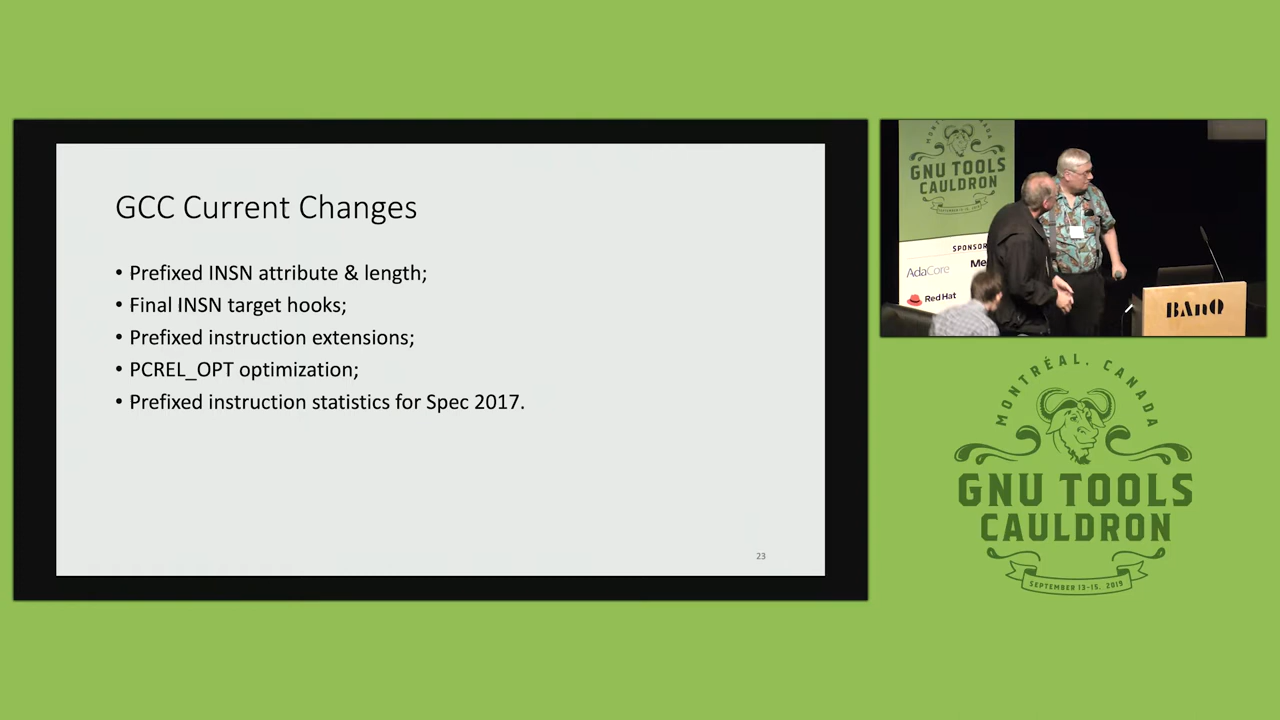 GCC Current Changes
• Prefixed INSN attribute & length;
• Final INSN target hooks;
• Prefixed instruction extensions;
• PCREL_OPT optimization;
• Prefixed instruction statistics for Spec 2017.
23
MONTRÉAL, CANADA
GNU TOOLS
CAULDRON
SPONSOR
AdaCore
Red Hat
BAnQ
MONTRÉAL, CANADA
GNU TOOLS
CAULDRON
SEPTEMBER 13-15, 2019